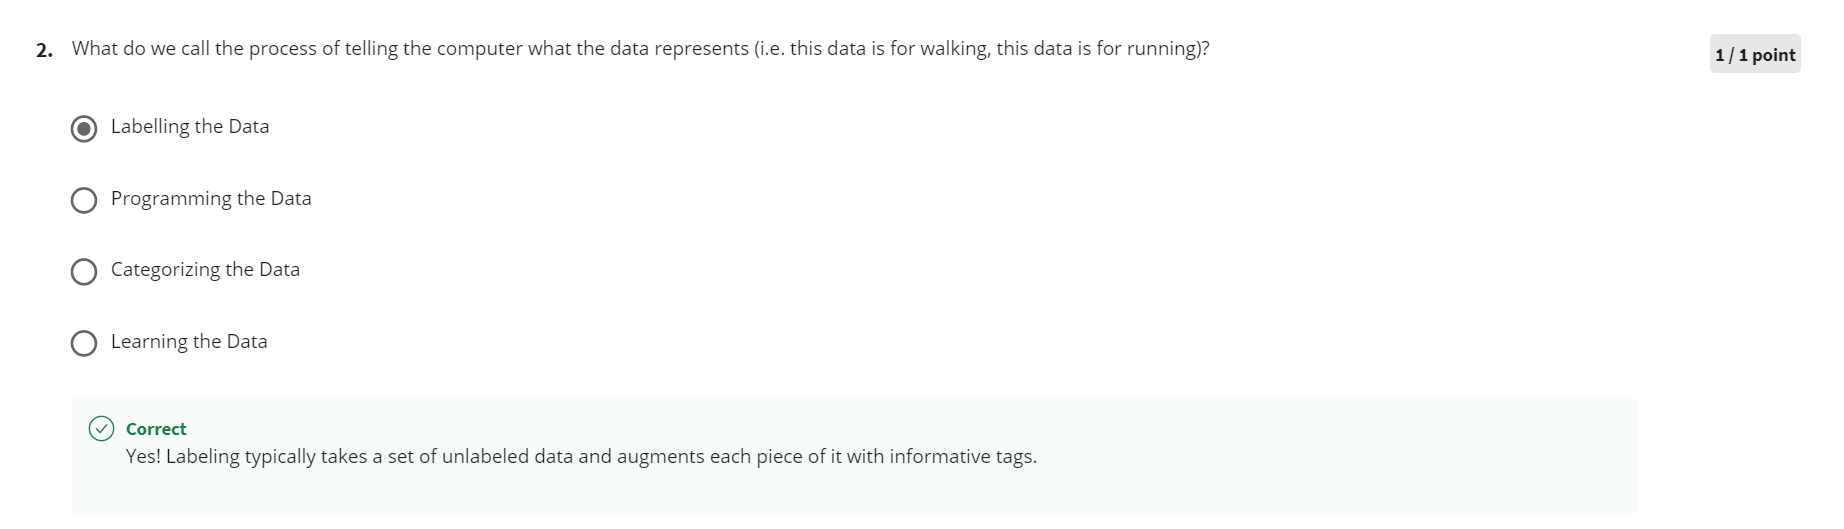 2. What do we call the process of telling the computer what the data represents (i.e. this data is for walking, this data is for running)?
1 / 1 point
Labelling the Data
Programming the Data
Categorizing the Data
Learning the Data
Correct
Yes! Labeling typically takes a set of unlabeled data and augments each piece of it with informative tags.